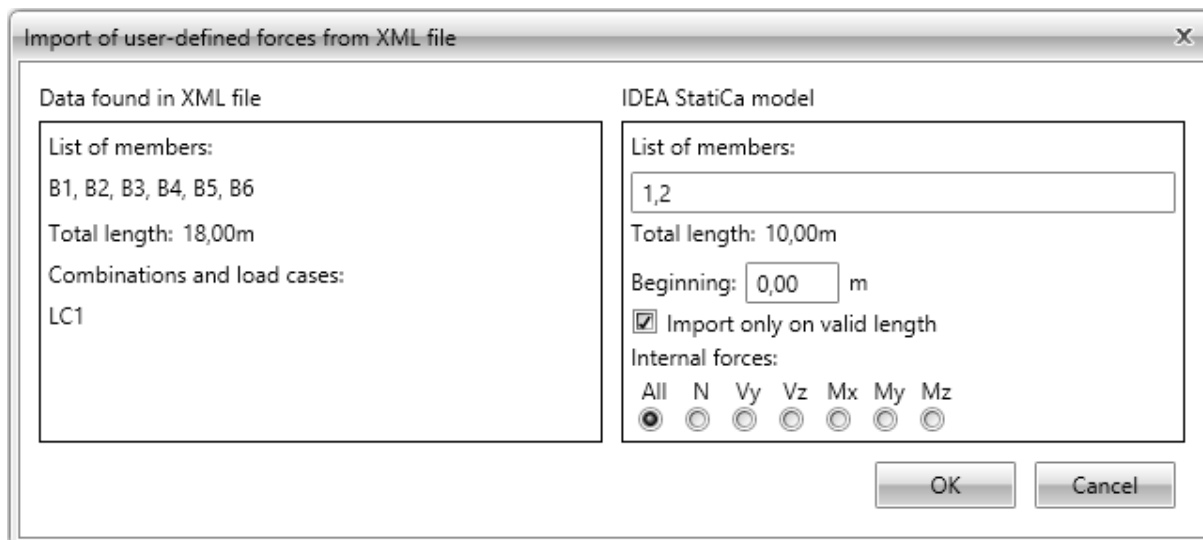 Import of user-defined forces from XML file
Data found in XML file
List of members:
B1, B2, B3, B4, B5, B6
Total length: 18,00m
Combinations and load cases:
LC1
IDEA StatiCa model
List of members:
1,2
Total length: 10,00m
Beginning: 0,00 m
Import only on valid length
Internal forces:
All N Vy Vz Mx My Mz
OK Cancel